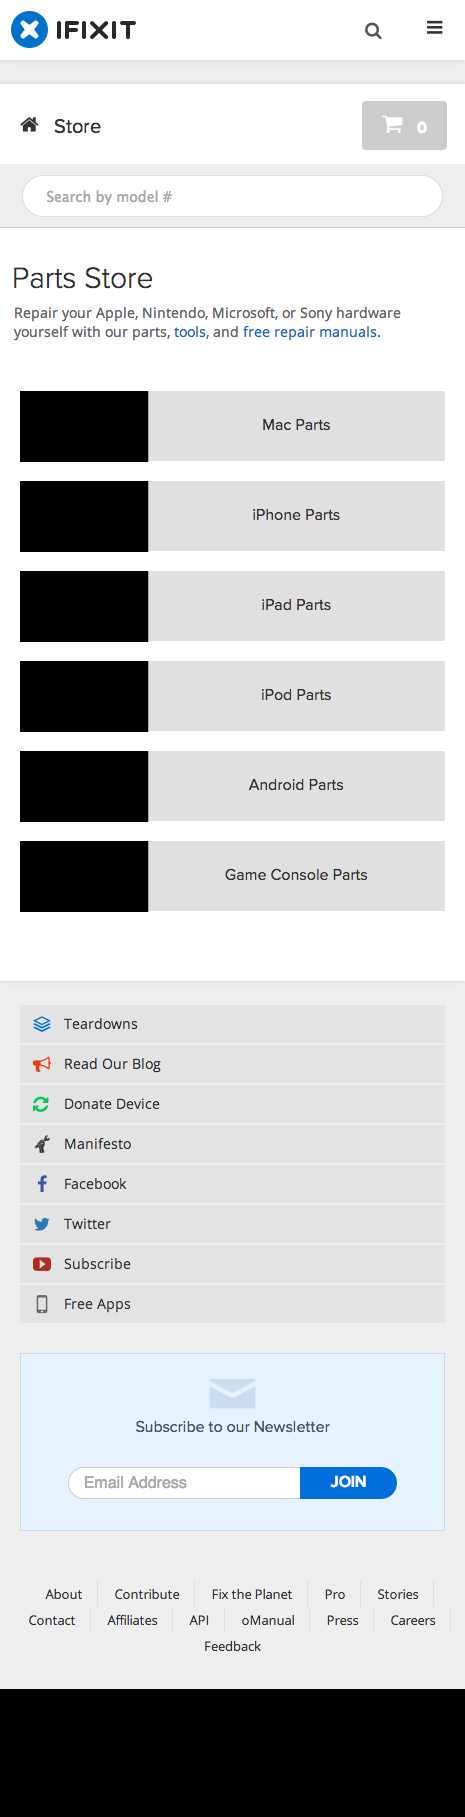 IFIXIT
Store
0
Search by model #
Parts Store
Repair your Apple, Nintendo, Microsoft, or Sony hardware
yourself with our parts, tools, and free repair manuals.
Mac Parts
iPhone Parts
iPad Parts
iPod Parts
Android Parts
Game Console Parts
Teardowns
Read Our Blog
Donate Device
Manifesto
Facebook
Twitter
Subscribe
Free Apps
Subscribe to our Newsletter
Email Address JOIN
About Contribute Fix the Planet Pro Stories
Contact Affiliates API oManual Press Careers
Feedback